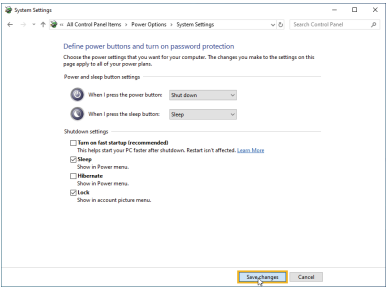 System Settings
« All Control Panel Items > Power Options > System Settings
Search Control Panel
Define power buttons and turn on password protection
Choose the power settings that you want for your computer. The changes you make to the settings on this
page apply to all of your power plans.
Power and sleep button settings
When I press the power button: Shut down
When I press the sleep button: Sleep
Shutdown settings
Turn on fast startup (recommended)
This helps start your PC faster after shutdown. Restart isn't affected. Learn More
Sleep
Show in Power menu.
Hibernate
Show in Power menu.
Lock
Show in account picture menu.
Save changes Cancel